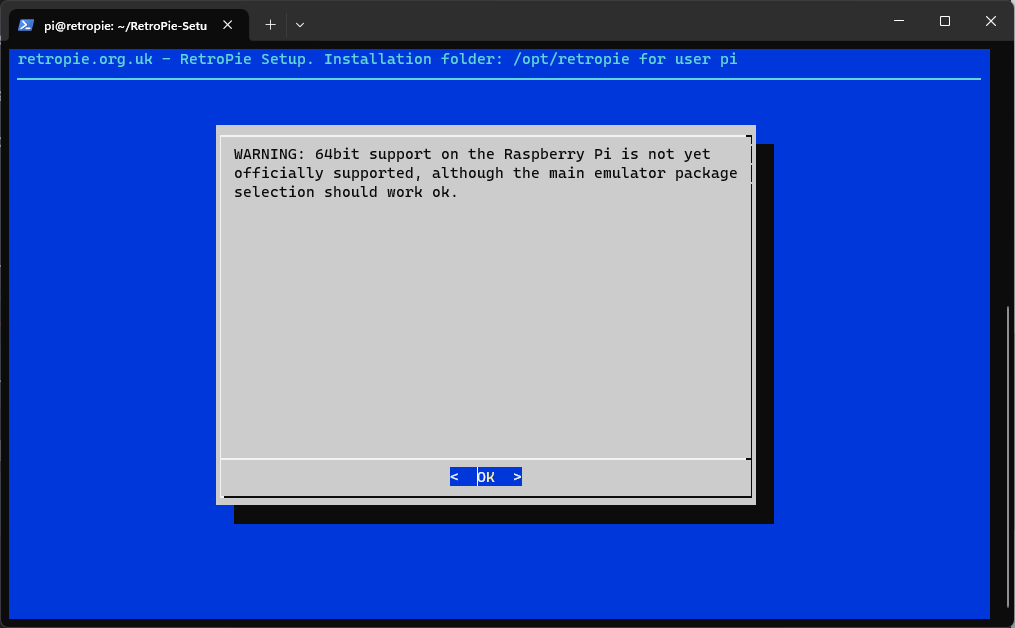 pi@retropie: ~/RetroPie-Setu
retropie.org.uk - RetroPie Setup. Installation folder: /opt/retropie for user pi
WARNING: 64bit support on the Raspberry Pi is not yet
officially supported, although the main emulator package
selection should work ok.
< OK >